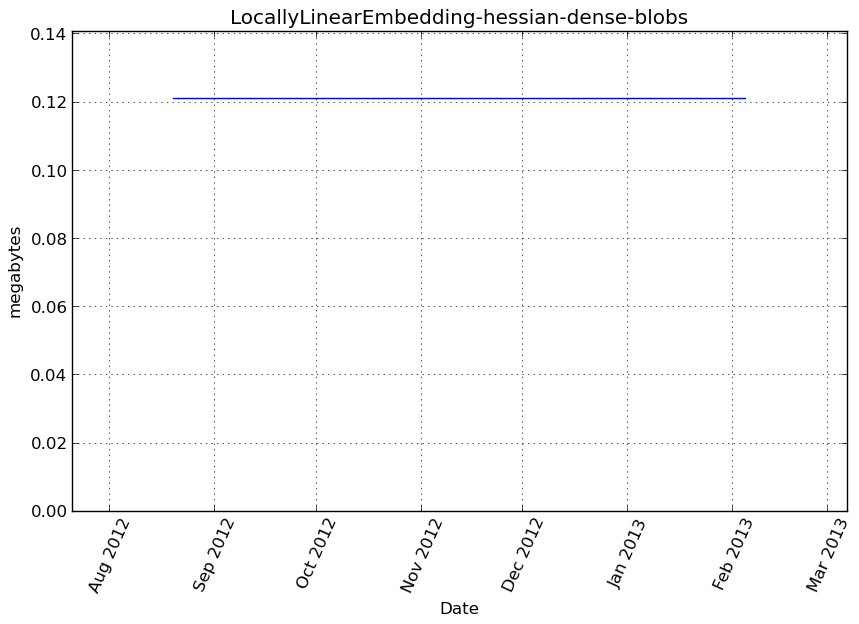 LocallyLinearEmbedding-hessian-dense-blobs
0.14
0.12
0.10
0.08
0.06
0.04
0.02
0.00
megabytes
Aug 2012
Sep 2012
Oct 2012
Nov 2012
Dec 2012
Jan 2013
Feb 2013
Mar 2013
Date